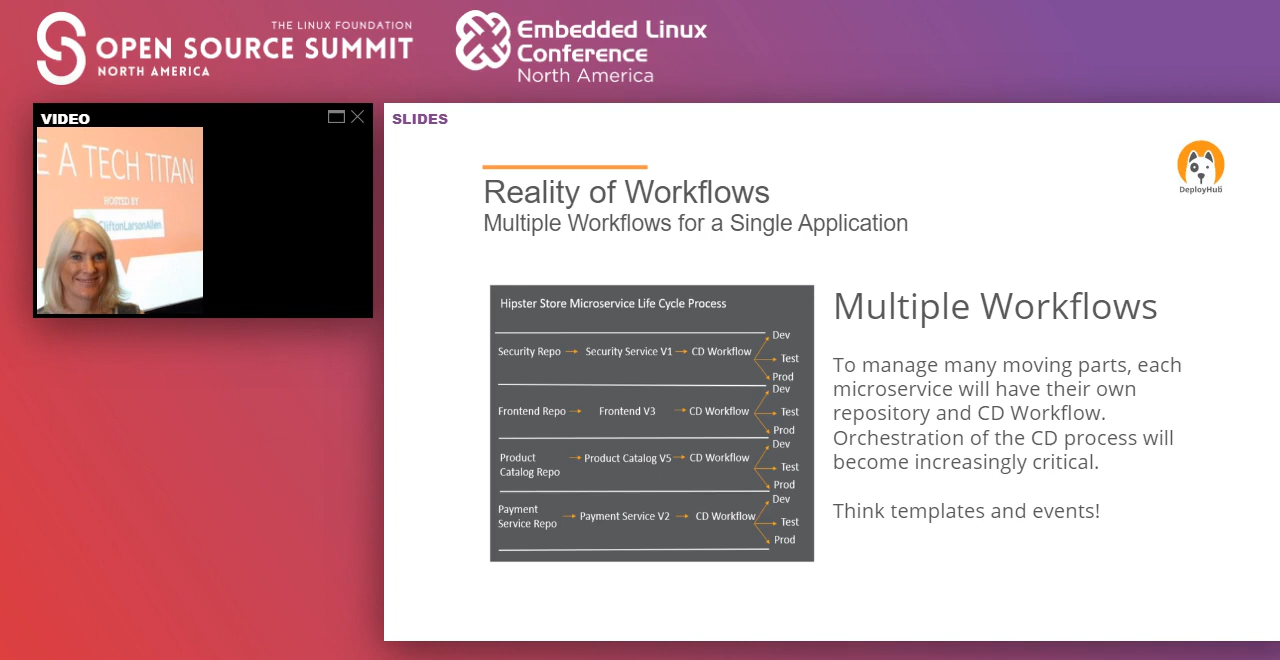 THE LINUX FOUNDATION
OPEN SOURCE SUMMIT
NORTH AMERICA
Embedded Linux
Conference
North America
VIDEO
E A TECH TITAN
HOSTED BY
CliftonLarsonAllen
SLIDES
DeployHub
Reality of Workflows
Multiple Workflows for a Single Application
Hipster Store Microservice Life Cycle Process
Security Repo Security Service V1 CD Workflow Dev Test Prod
Frontend Repo Frontend V3 CD Workflow Dev Test Prod
Product Catalog Repo Product Catalog V5 CD Workflow Dev Test Prod
Payment Service Repo Payment Service V2 CD Workflow Dev Test Prod
Multiple Workflows
To manage many moving parts, each
microservice will have their own
repository and CD Workflow.
Orchestration of the CD process will
become increasingly critical.
Think templates and events!